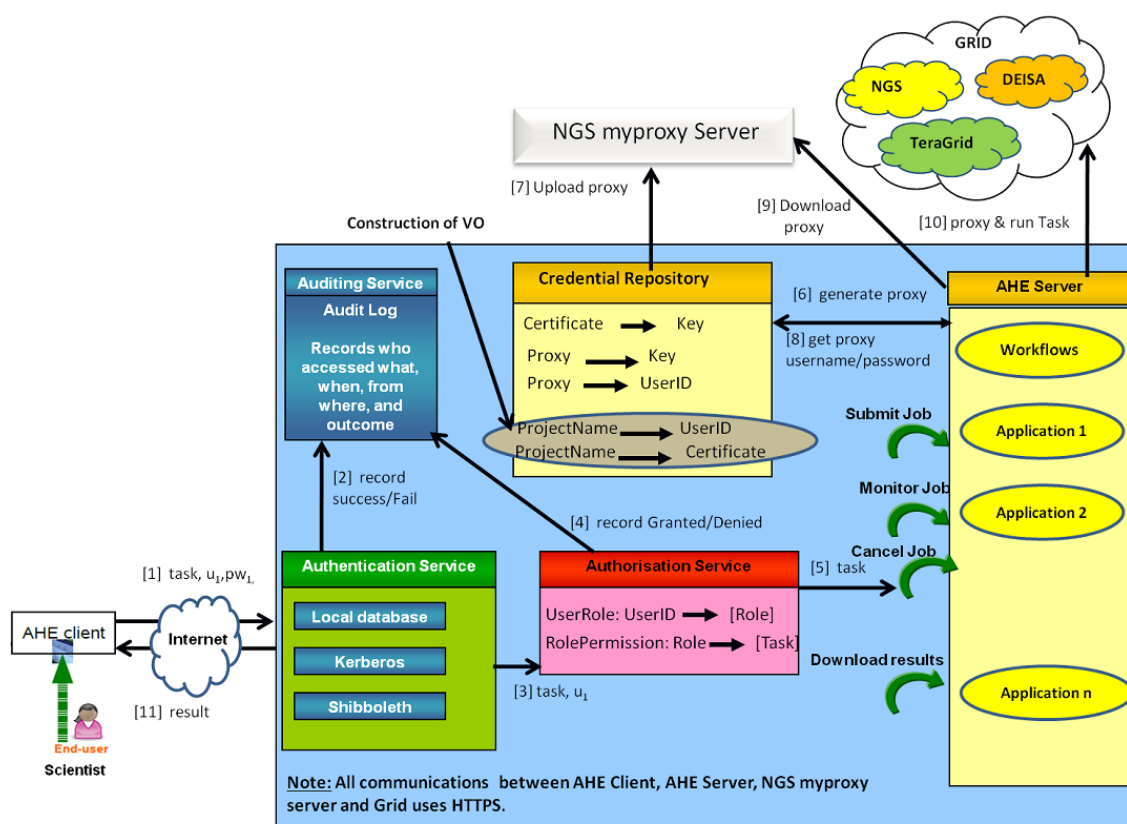 GRID
NGS
DEISA
TeraGrid
NGS myproxy Server
[7] Upload proxy
[9] Download
proxy
[10] proxy & run Task
Construction of VO
Auditing Service
Audit Log
Records who
accessed what,
when, from
where, and
outcome
Credential Repository
Certificate Key
Proxy Key
Proxy UserID
ProjectName UserID
ProjectName Certificate
[6] generate proxy
[8] get proxy
username/password
AHE Server
Workflows
Submit Job
Application 1
Monitor Job
Application 2
Cancel Job
Download results
Application n
[2] record
success/Fail
[4] record Granted/Denied
[1] task, u1,pw1,
Authentication Service
Local database
Kerberos
Shibboleth
Authorisation Service
UserRole: UserID [Role]
RolePermission: Role [Task]
[5] task
[3] task, u1
AHE client
Internet
[11] result
End-user
Scientist
Note: All communications between AHE Client, AHE Server, NGS myproxy
server and Grid uses HTTPS.